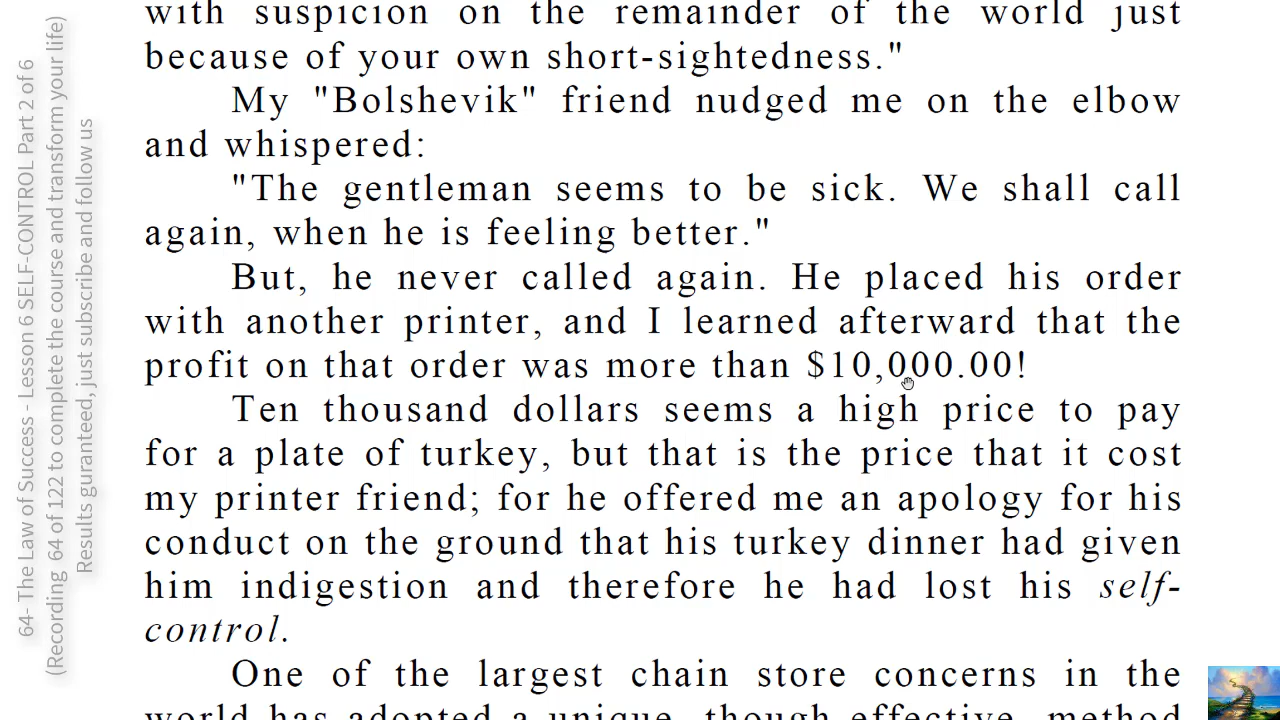 with suspicion on the remainder of the world just
because of your own short-sightedness."
My "Bolshevik" friend nudged me on the elbow
and whispered:
"The gentleman seems to be sick. We shall call
again, when he is feeling better."
But, he never called again. He placed his order
with another printer, and I learned afterward that the
profit on that order was more than $10,000.00!
Ten thousand dollars seems a high price to pay
for a plate of turkey, but that is the price that it cost
my printer friend; for he offered me an apology for his
conduct on the ground that his turkey dinner had given
him indigestion and therefore he had lost his self-
control.
One of the largest chain store concerns in the
world has adopted a unique, though effective, method
64- The Law of Success - Lesson 6 SELF-CONTROL Part 2 of 6
(Recording 64 of 122 to complete the course and transform your life)
Results guranteed, just subscribe and follow us